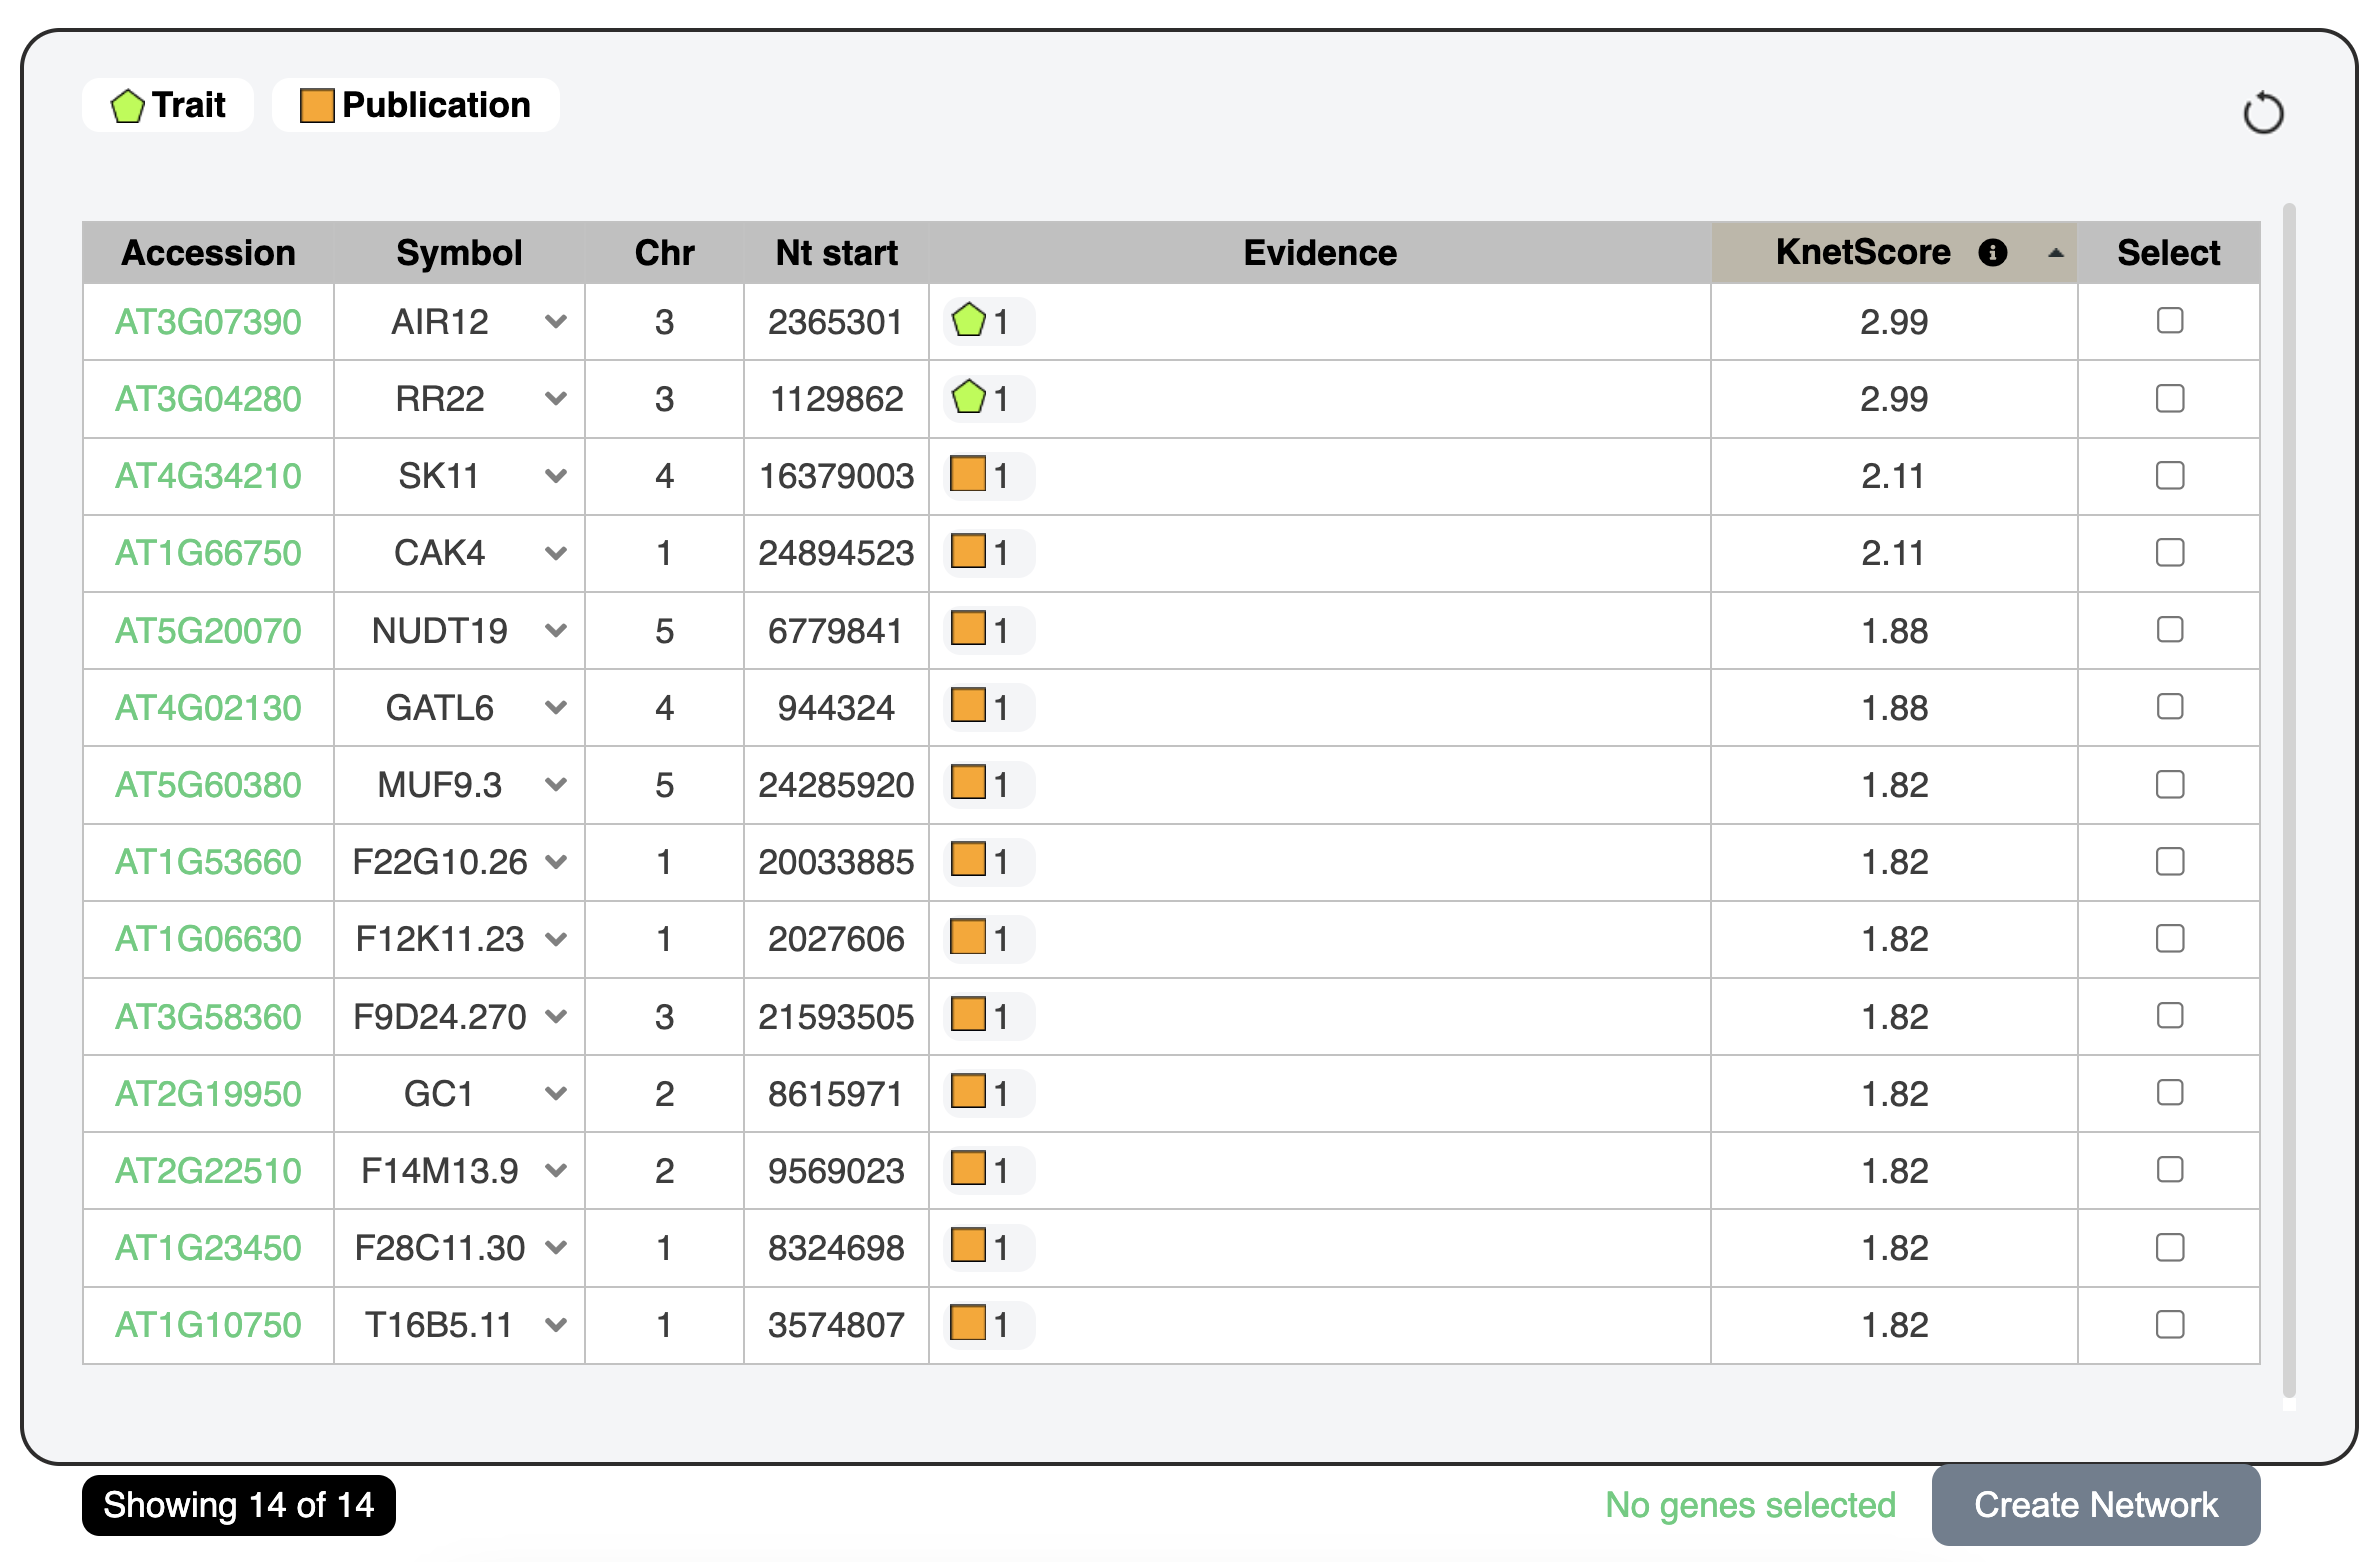 Trait Publication
Accession Symbol Chr Nt start Evidence KnetScore Select
AT3G07390 AIR12 3 2365301 1 2.99
AT3G04280 RR22 3 1129862 1 2.99
AT4G34210 SK11 4 16379003 1 2.11
AT1G66750 CAK4 1 24894523 1 2.11
AT5G20070 NUDT19 5 6779841 1 1.88
AT4G02130 GATL6 4 944324 1 1.88
AT5G60380 MUF9.3 5 24285920 1 1.82
AT1G53660 F22G10.26 1 20033885 1 1.82
AT1G06630 F12K11.23 1 2027606 1 1.82
AT3G58360 F9D24.270 3 21593505 1 1.82
AT2G19950 GC1 2 8615971 1 1.82
AT2G22510 F14M13.9 2 9569023 1 1.82
AT1G23450 F28C11.30 1 8324698 1 1.82
AT1G10750 T16B5.11 1 3574807 1 1.82
Showing 14 of 14 No genes selected Create Network